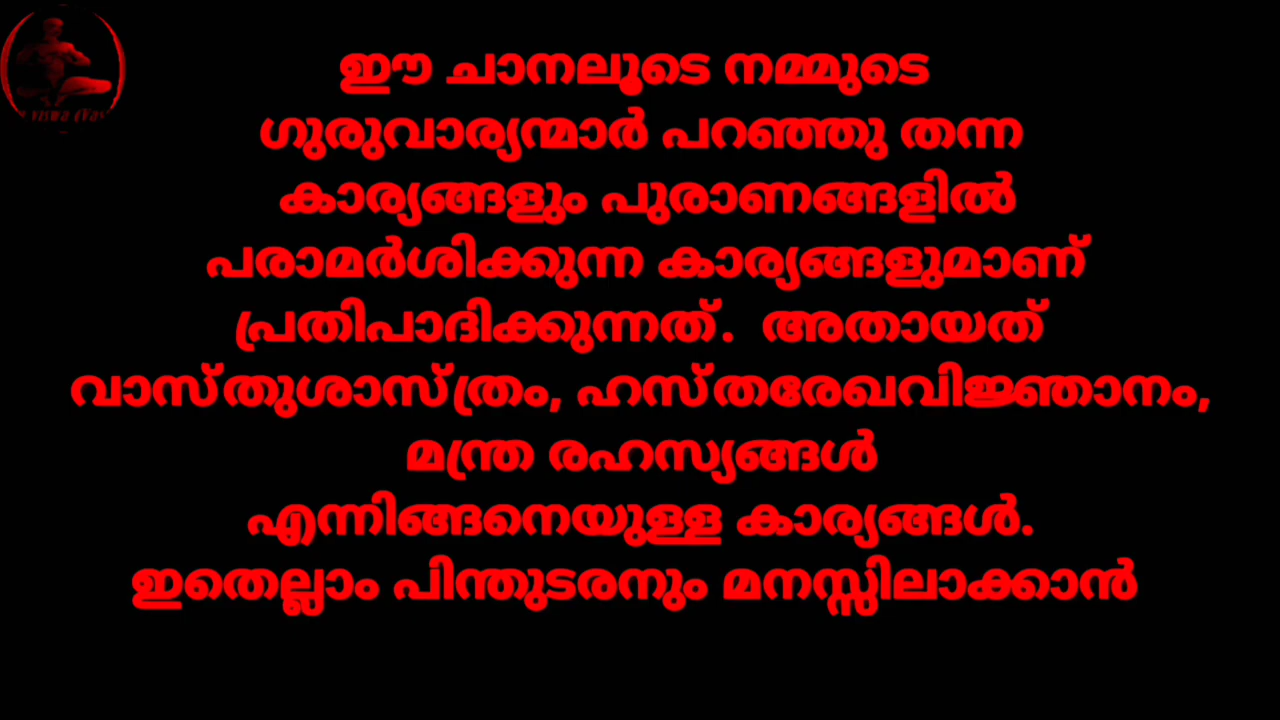 ഈ ചാനലൂടെ നമ്മുടെ
ഗുരുവാര്യന്മാർ പറഞ്ഞു തന്ന
കാര്യങ്ങളും പുരാണങ്ങളിൽ
പരാമർശിക്കുന്ന കാര്യങ്ങളുമാണ്
പ്രതിപാദിക്കുന്നത്. അതായത്
വാസ്തുശാസ്ത്രം, ഹസ്തരേഖവിജ്ഞാനം,
മന്ത്ര രഹസ്യങ്ങൾ
എന്നിങ്ങനെയുള്ള കാര്യങ്ങൾ.
ഇതെല്ലാം പിന്തുടരനും മനസ്സിലാക്കാൻ